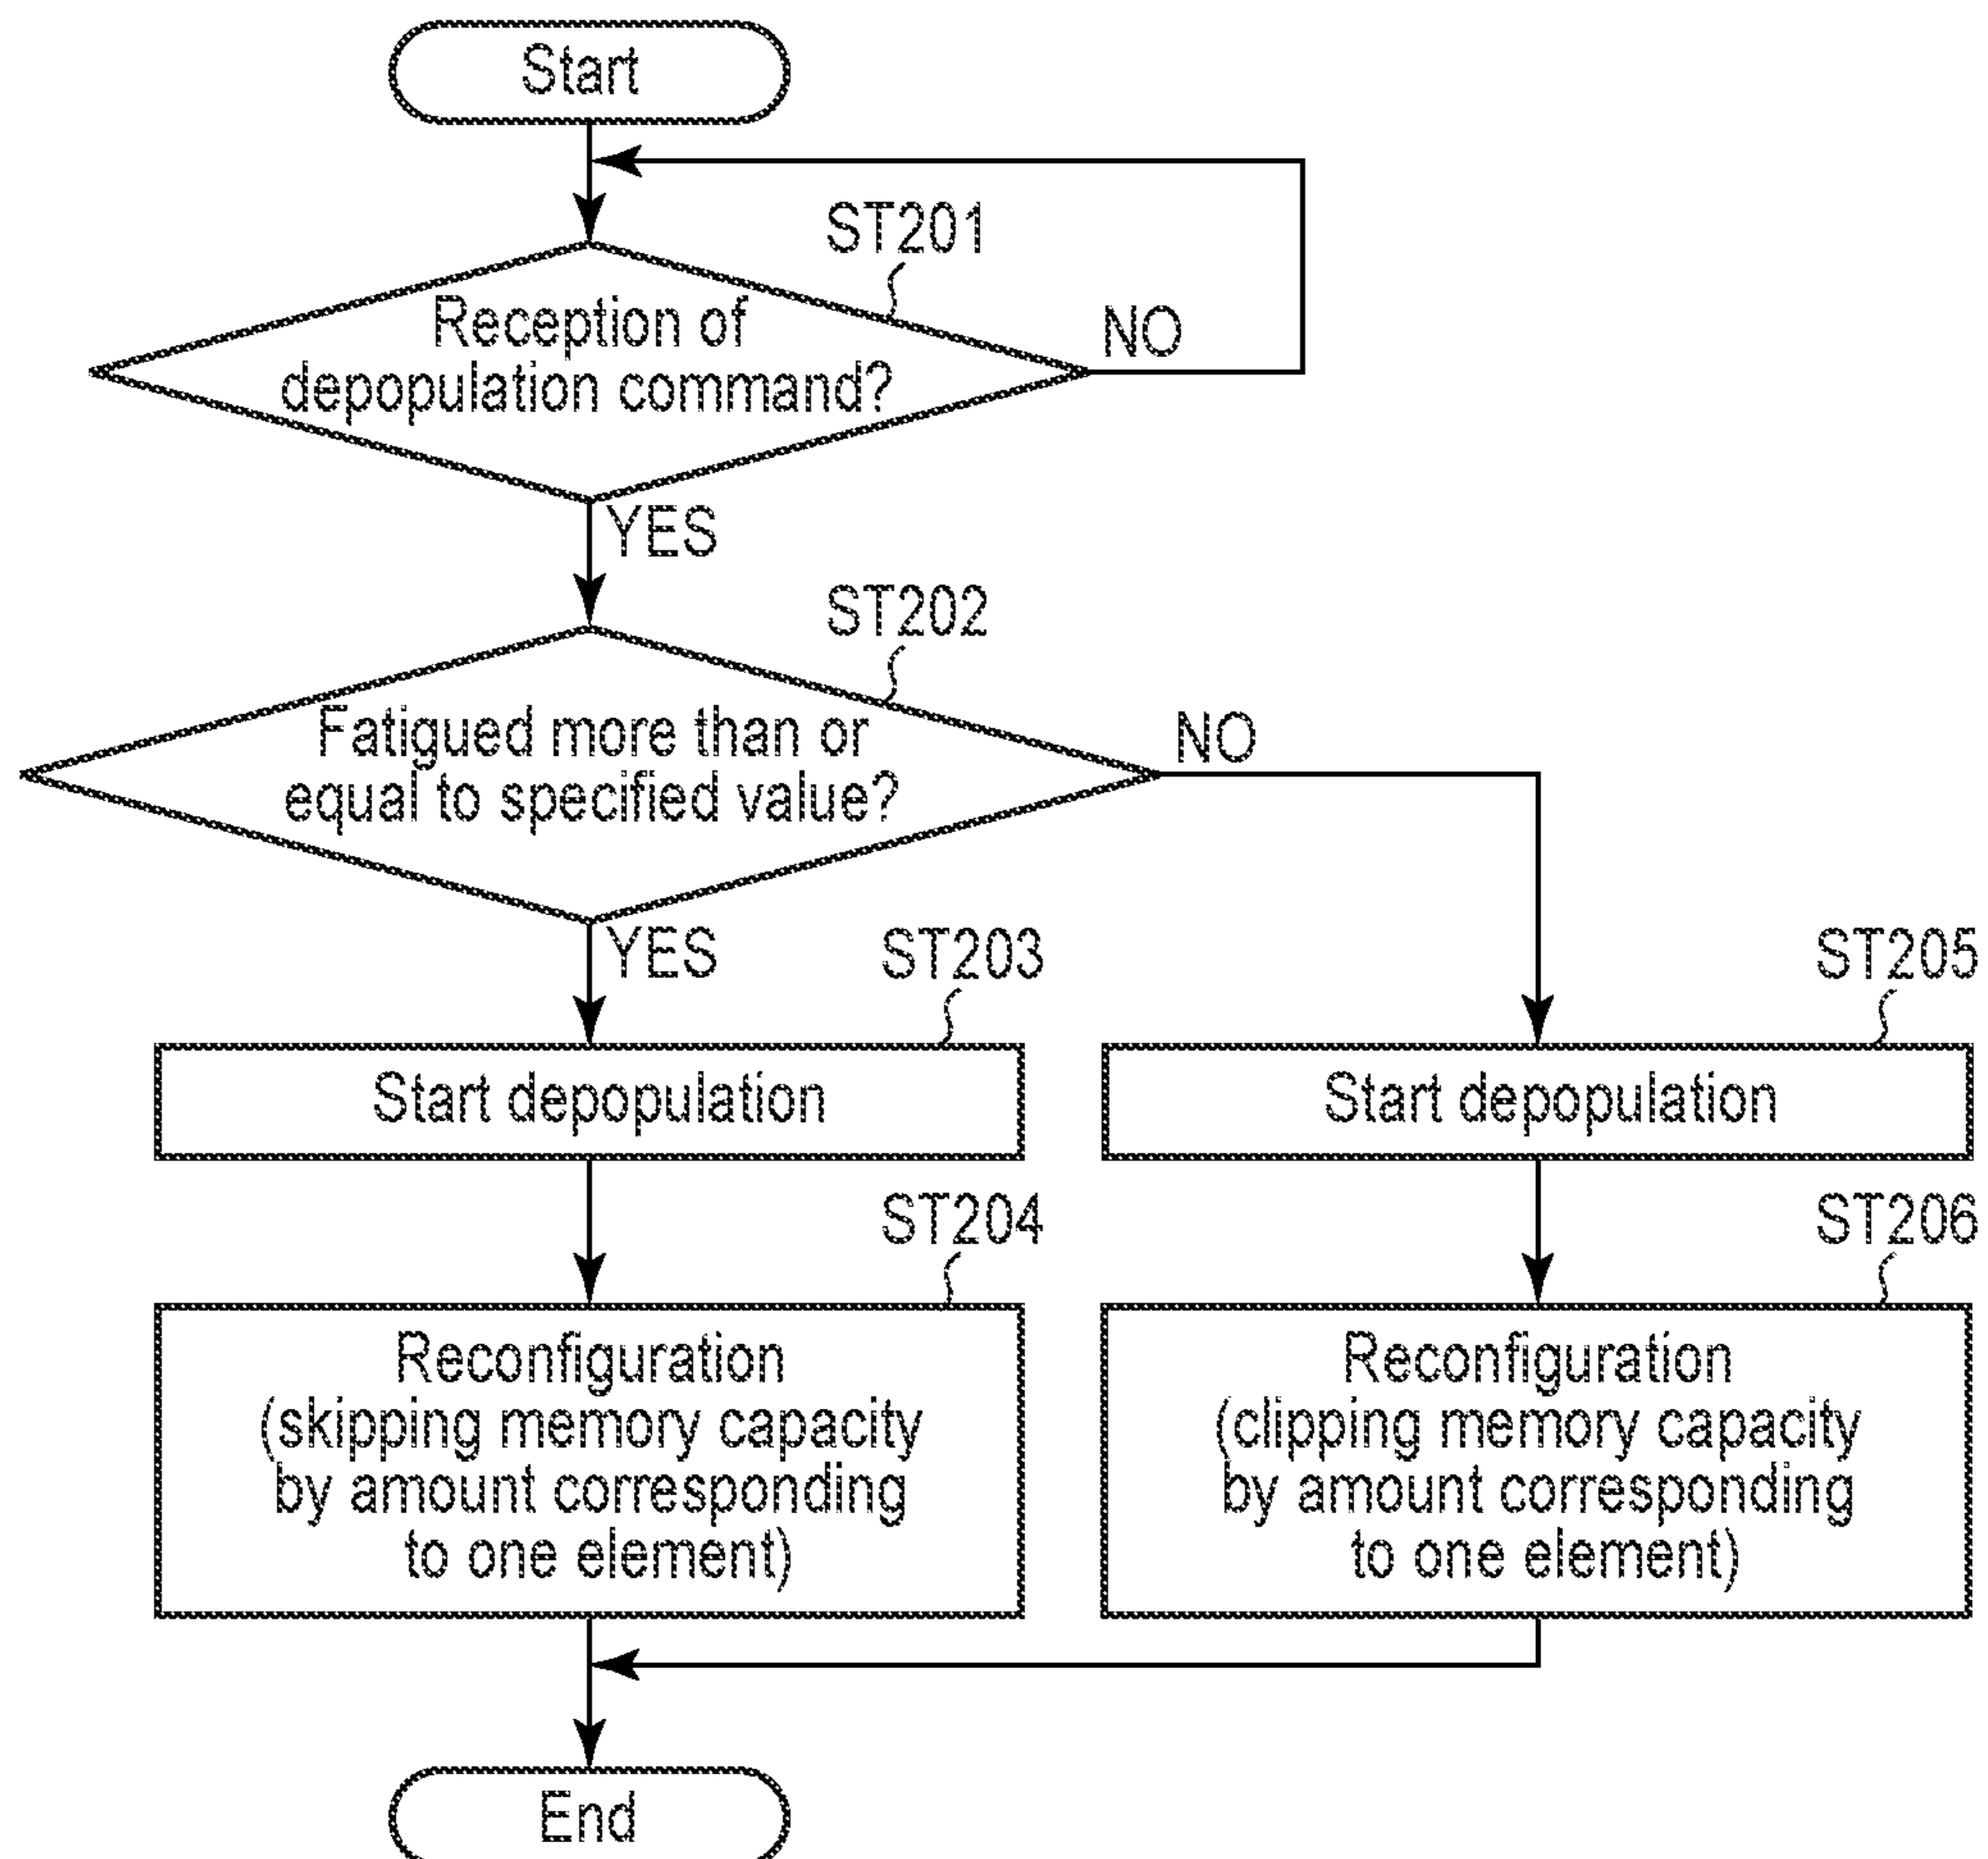 Start
ST201
Reception of
depopulation command?
NO
YES
ST202
Fatigued more than or
equal to specified value?
NO
YES
ST203
ST205
Start depopulation
Start depopulation
ST204
ST206
Reconfiguration
(skipping memory capacity
by amount corresponding
to one element)
Reconfiguration
(clipping memory capacity
by amount corresponding
to one element)
End